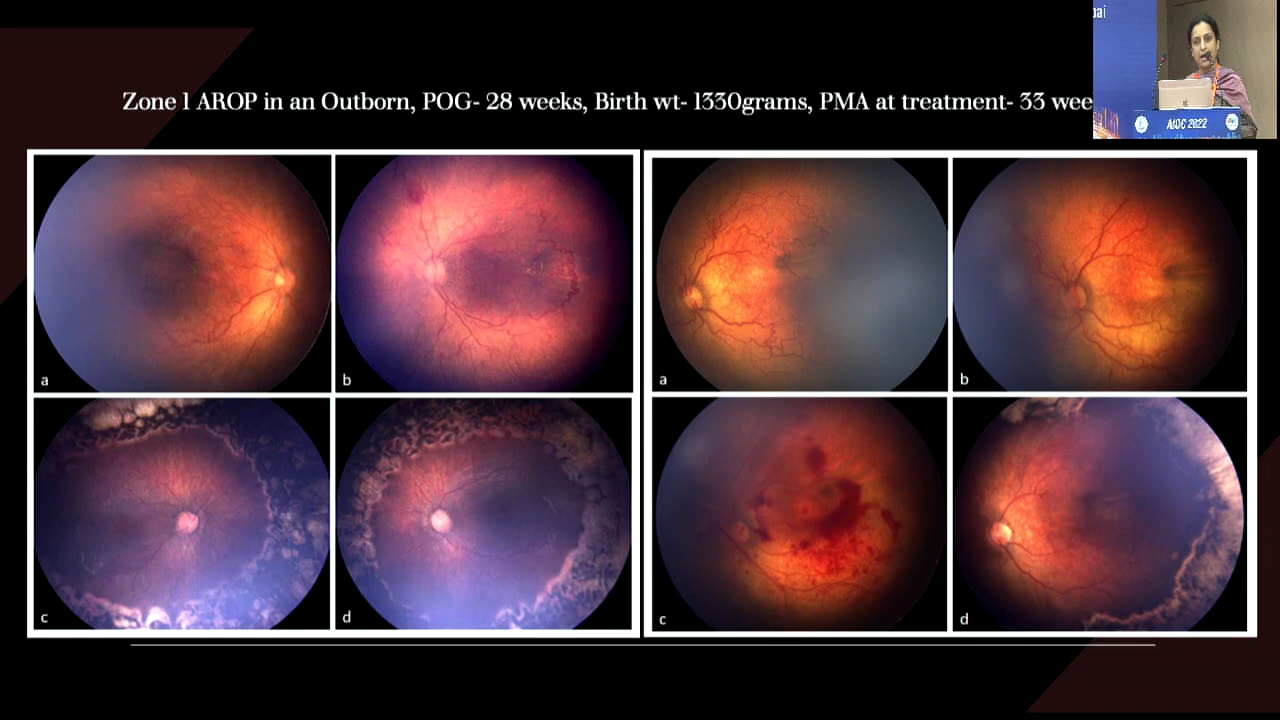 bai
Zone 1 AROP in an Outborn, POG- 28 weeks, Birth wt- 1330grams, PMA at treatment- 33 wee
AIOC 2022
a
b
a
b
c
d
c
d